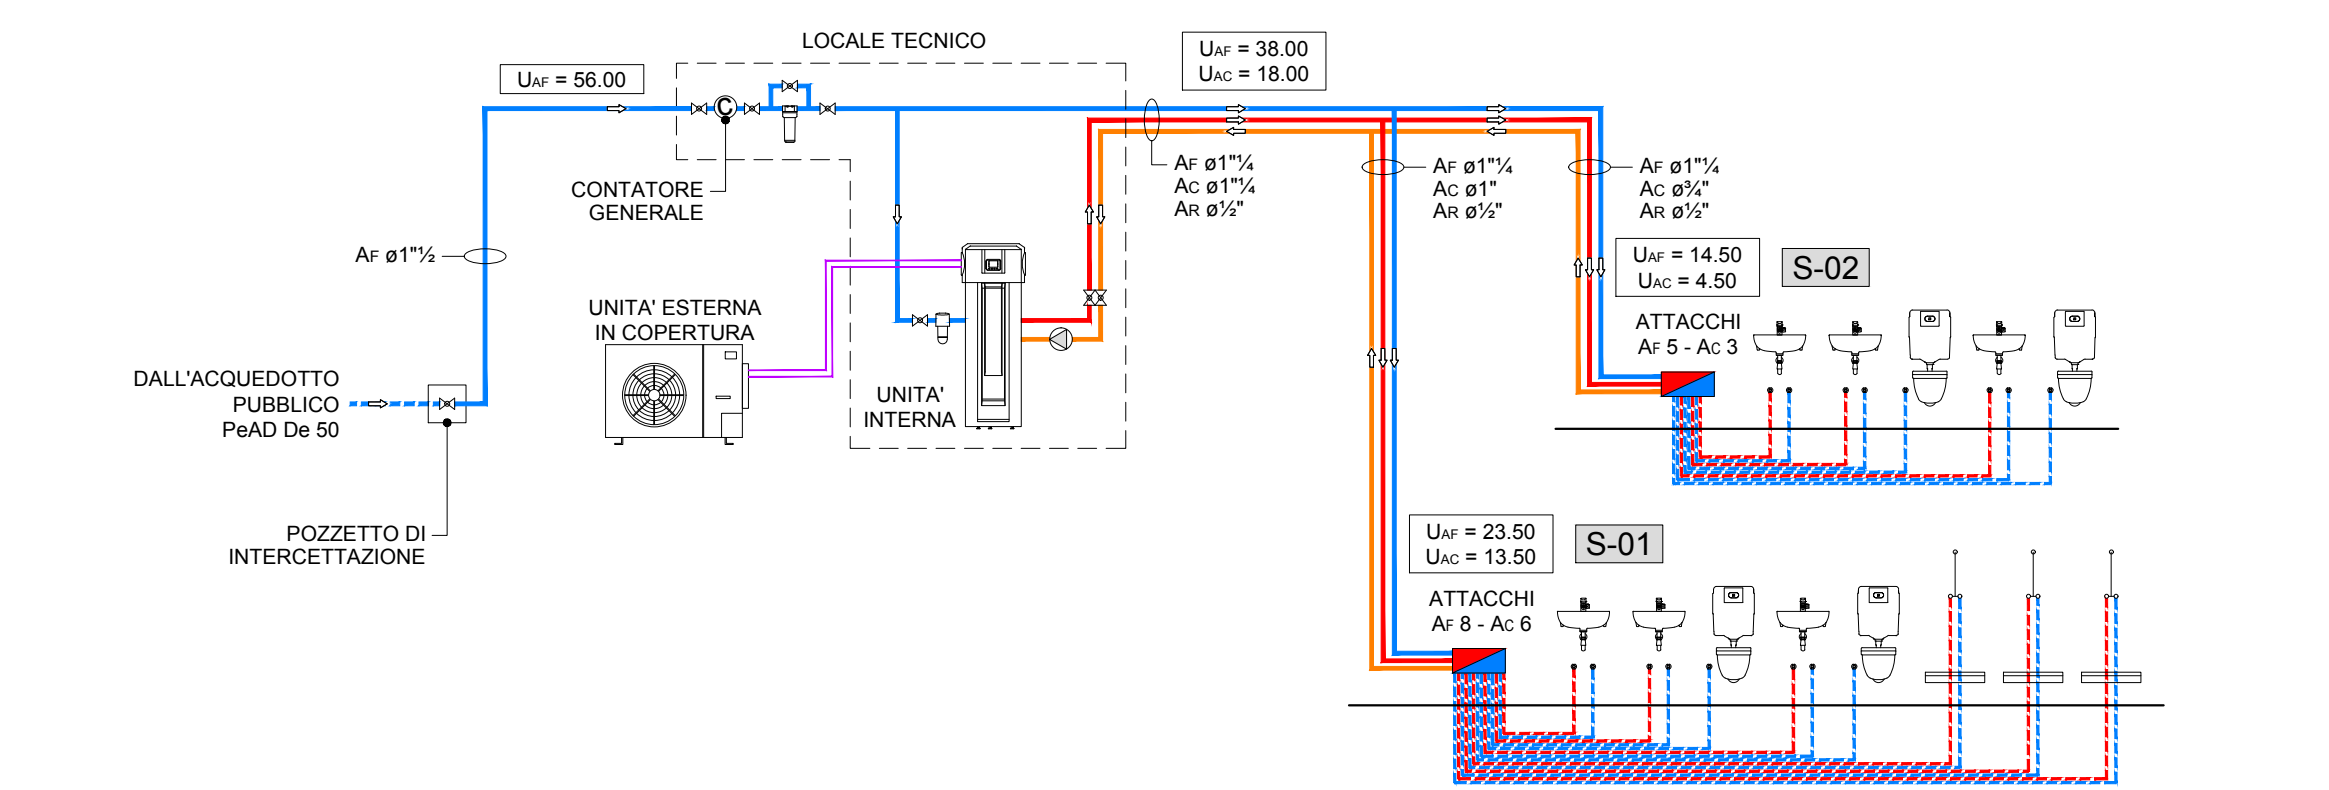 LOCALE TECNICO
UAF = 56.00
UAF = 38.00
UAC = 18.00
C
CONTATORE
GENERALE
AF ø1"¼
AC ø1"¼
AR ø½"
AF ø1"¼
AC ø1"
AR ø½"
AF ø1"¼
AC ø¾"
AR ø½"
AF ø1"½
UAF = 14.50
UAC = 4.50
S-02
UNITA' ESTERNA
IN COPERTURA
ATTACCHI
AF 5 - AC 3
DALL'ACQUEDOTTO
PUBBLICO
PeAD De 50
UNITA'
INTERNA
POZZETTO DI
INTERCETTAZIONE
UAF = 23.50
UAC = 13.50
S-01
ATTACCHI
AF 8 - AC 6